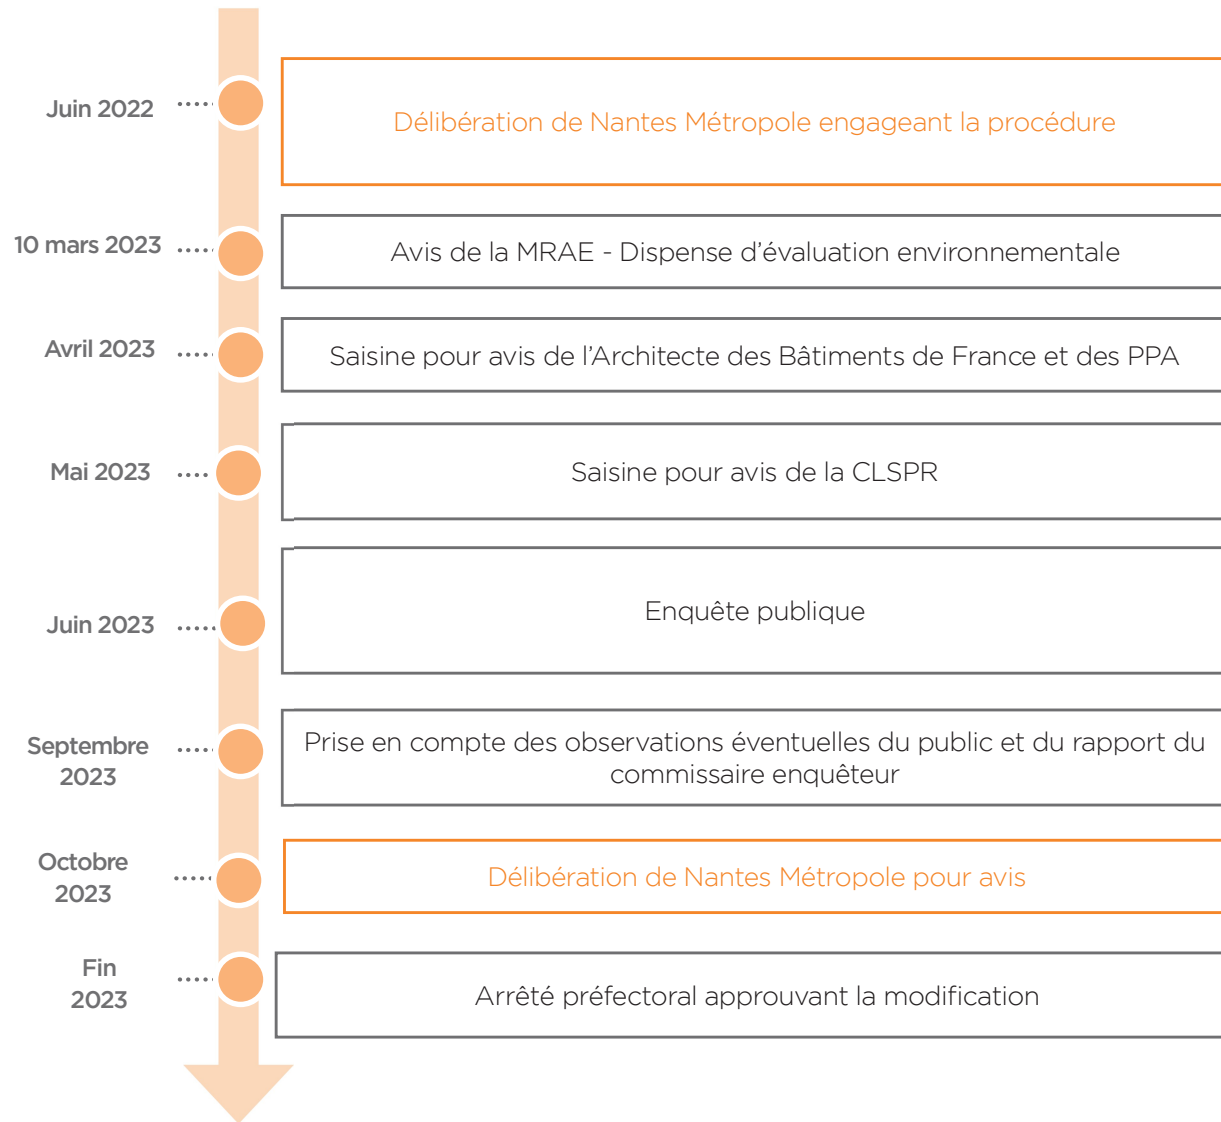 Juin 2022
Délibération de Nantes Métropole engageant la procédure
10 mars 2023
Avis de la MRAE - Dispense d’évaluation environnementale
Avril 2023
Saisine pour avis de l’Architecte des Bâtiments de France et des PPA
Mai 2023
Saisine pour avis de la CLSPR
Juin 2023
Enquête publique
Septembre
2023
Prise en compte des observations éventuelles du public et du rapport du
commissaire enquêteur
Octobre
2023
Délibération de Nantes Métropole pour avis
Fin
2023
Arrêté préfectoral approuvant la modification